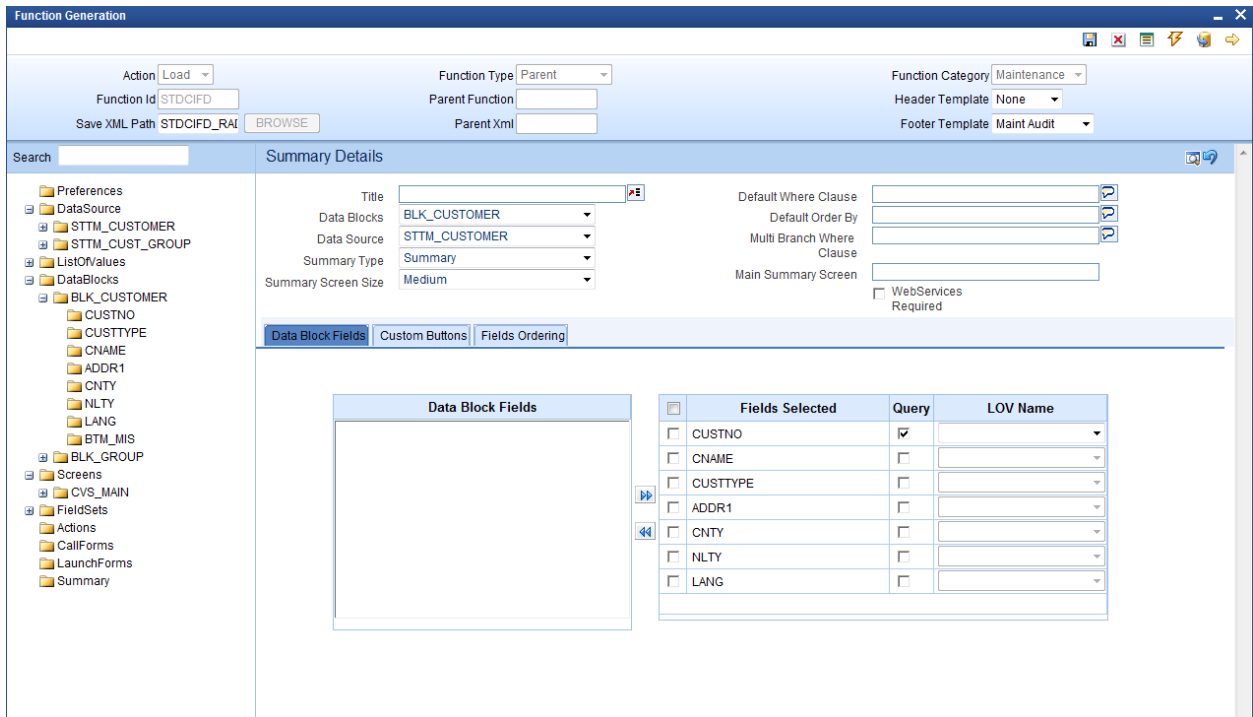 Function Generation
Action Load
Function Type Parent
Function Category Maintenance
Function Id STDCIFD
Parent Function
Header Template None
Save XML Path STDCIFD_RAD BROWSE
Parent Xml
Footer Template Maint Audit
Search
Summary Details
Preferences
DataSource
STTM_CUSTOMER
STTM_CUST_GROUP
ListOfValues
DataBlocks
BLK_CUSTOMER
CUSTNO
CUSTTYPE
CNAME
ADDR1
CNTY
NLTY
LANG
BTM_MIS
BLK_GROUP
Screens
CVS_MAIN
FieldSets
Actions
CallForms
LaunchForms
Summary
Title
Data Blocks BLK_CUSTOMER
Data Source STTM_CUSTOMER
Summary Type Summary
Summary Screen Size Medium
Default Where Clause
Default Order By
Multi Branch Where
Clause
Main Summary Screen
WebServices
Required
Data Block Fields Custom Buttons Fields Ordering
Data Block Fields
Fields Selected Query LOV Name
CUSTNO
CNAME
CUSTTYPE
ADDR1
CNTY
NLTY
LANG